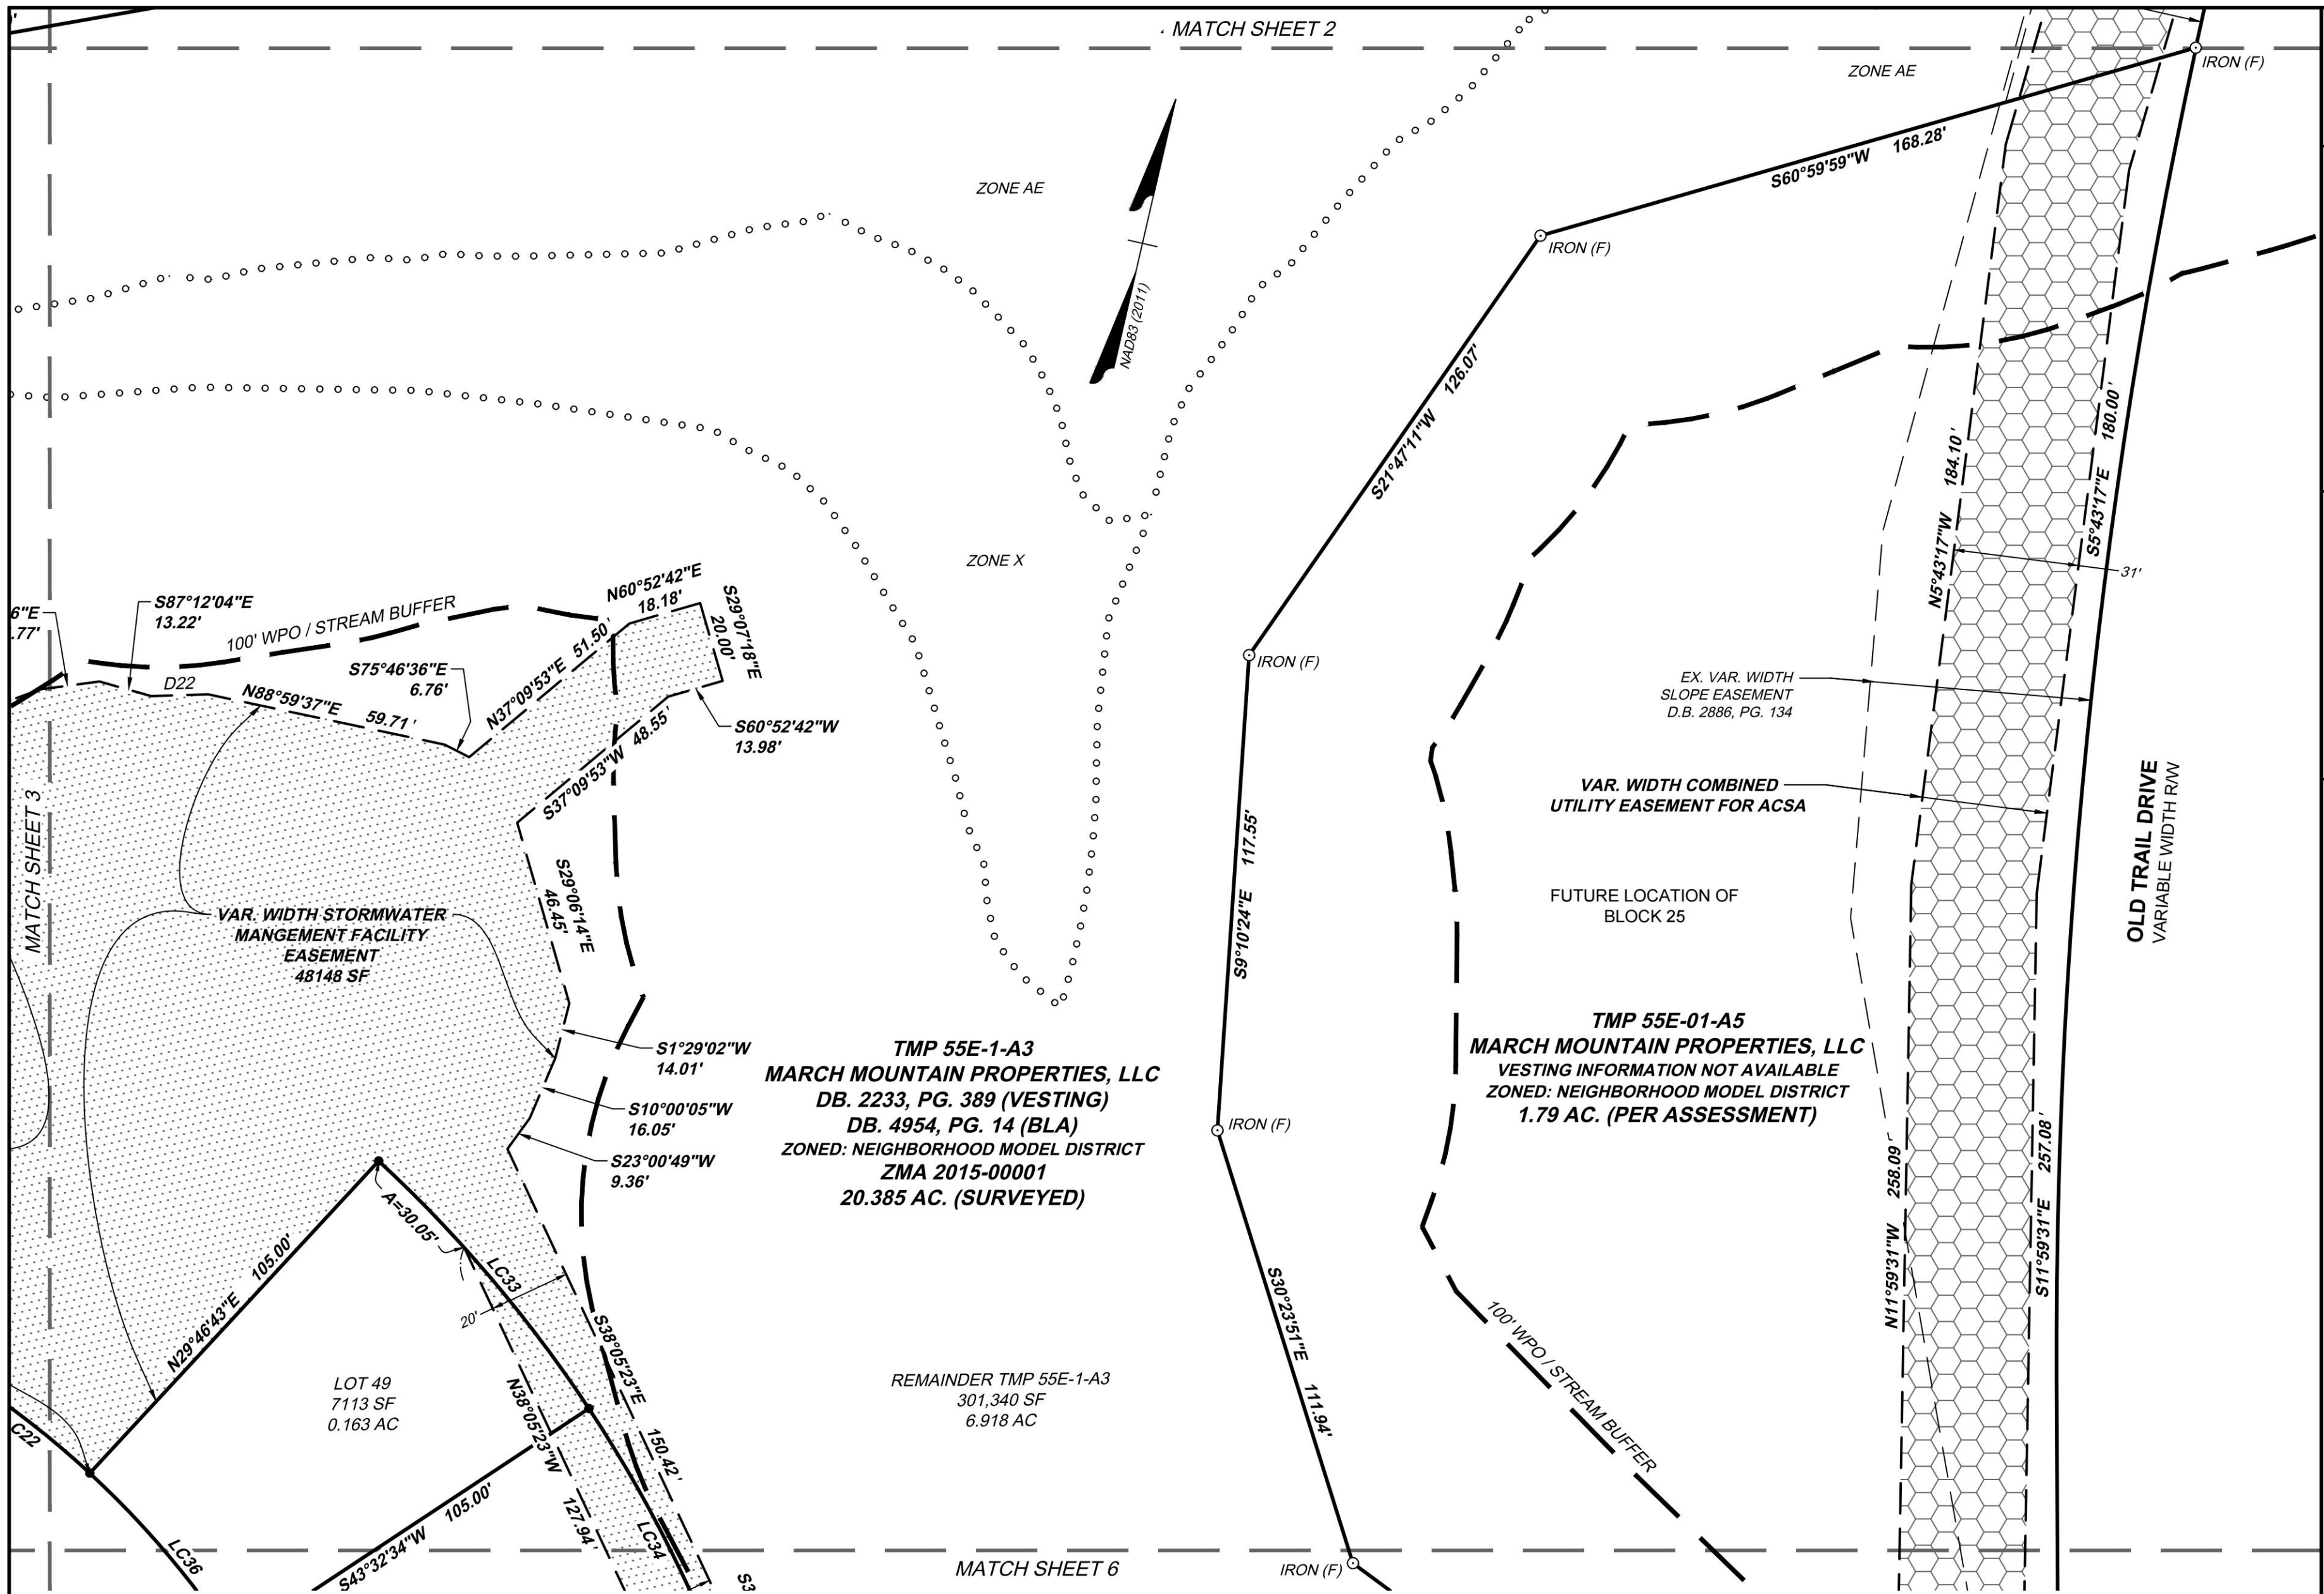 MATCH SHEET 2
ZONE AE
IRON (F)
S60°59'59"W 168.28'
ZONE AE
IRON (F)
NAD83 (2011)
S21°47'11"W 126.07'
184.10'
180.00'
N5°43'17"W
S5°43'17"E
31'
ZONE X
N60°52'42"E
18.18'
S29°07'18"E
20.00'
6"E
.77'
S87°12'04"E
13.22'
100' WPO / STREAM BUFFER
S75°46'36"E
6.76'
N37°09'53"E 51.50'
D22
N88°59'37"E 59.71'
S37°09'53"W 48.55'
S60°52'42"W
13.98'
IRON (F)
EX. VAR. WIDTH
SLOPE EASEMENT
D.B. 2886, PG. 134
VAR. WIDTH COMBINED
UTILITY EASEMENT FOR ACSA
OLD TRAIL DRIVE
VARIABLE WIDTH R/W
MATCH SHEET 3
S9°10'24"E 117.55'
S29°06'14"E
46.45'
FUTURE LOCATION OF
BLOCK 25
VAR. WIDTH STORMWATER
MANGEMENT FACILITY
EASEMENT
48148 SF
S1°29'02"W
14.01'
S10°00'05"W
16.05'
S23°00'49"W
9.36'
TMP 55E-1-A3
MARCH MOUNTAIN PROPERTIES, LLC
DB. 2233, PG. 389 (VESTING)
DB. 4954, PG. 14 (BLA)
ZONED: NEIGHBORHOOD MODEL DISTRICT
ZMA 2015-00001
20.385 AC. (SURVEYED)
TMP 55E-01-A5
MARCH MOUNTAIN PROPERTIES, LLC
VESTING INFORMATION NOT AVAILABLE
ZONED: NEIGHBORHOOD MODEL DISTRICT
1.79 AC. (PER ASSESSMENT)
IRON (F)
N11°59'31"W 258.09'
S11°59'31"E 257.08'
A=30.05'
LC33
20'
N29°46'43"E 105.00'
S38°05'23"E 150.42'
S30°23'51"E 111.94'
100' WPO / STREAM BUFFER
LOT 49
7113 SF
0.163 AC
REMAINDER TMP 55E-1-A3
301,340 SF
6.918 AC
N38°05'23"W 127.94'
C22
LC36
S43°32'34"W 105.00'
LC34
S3
MATCH SHEET 6
IRON (F)